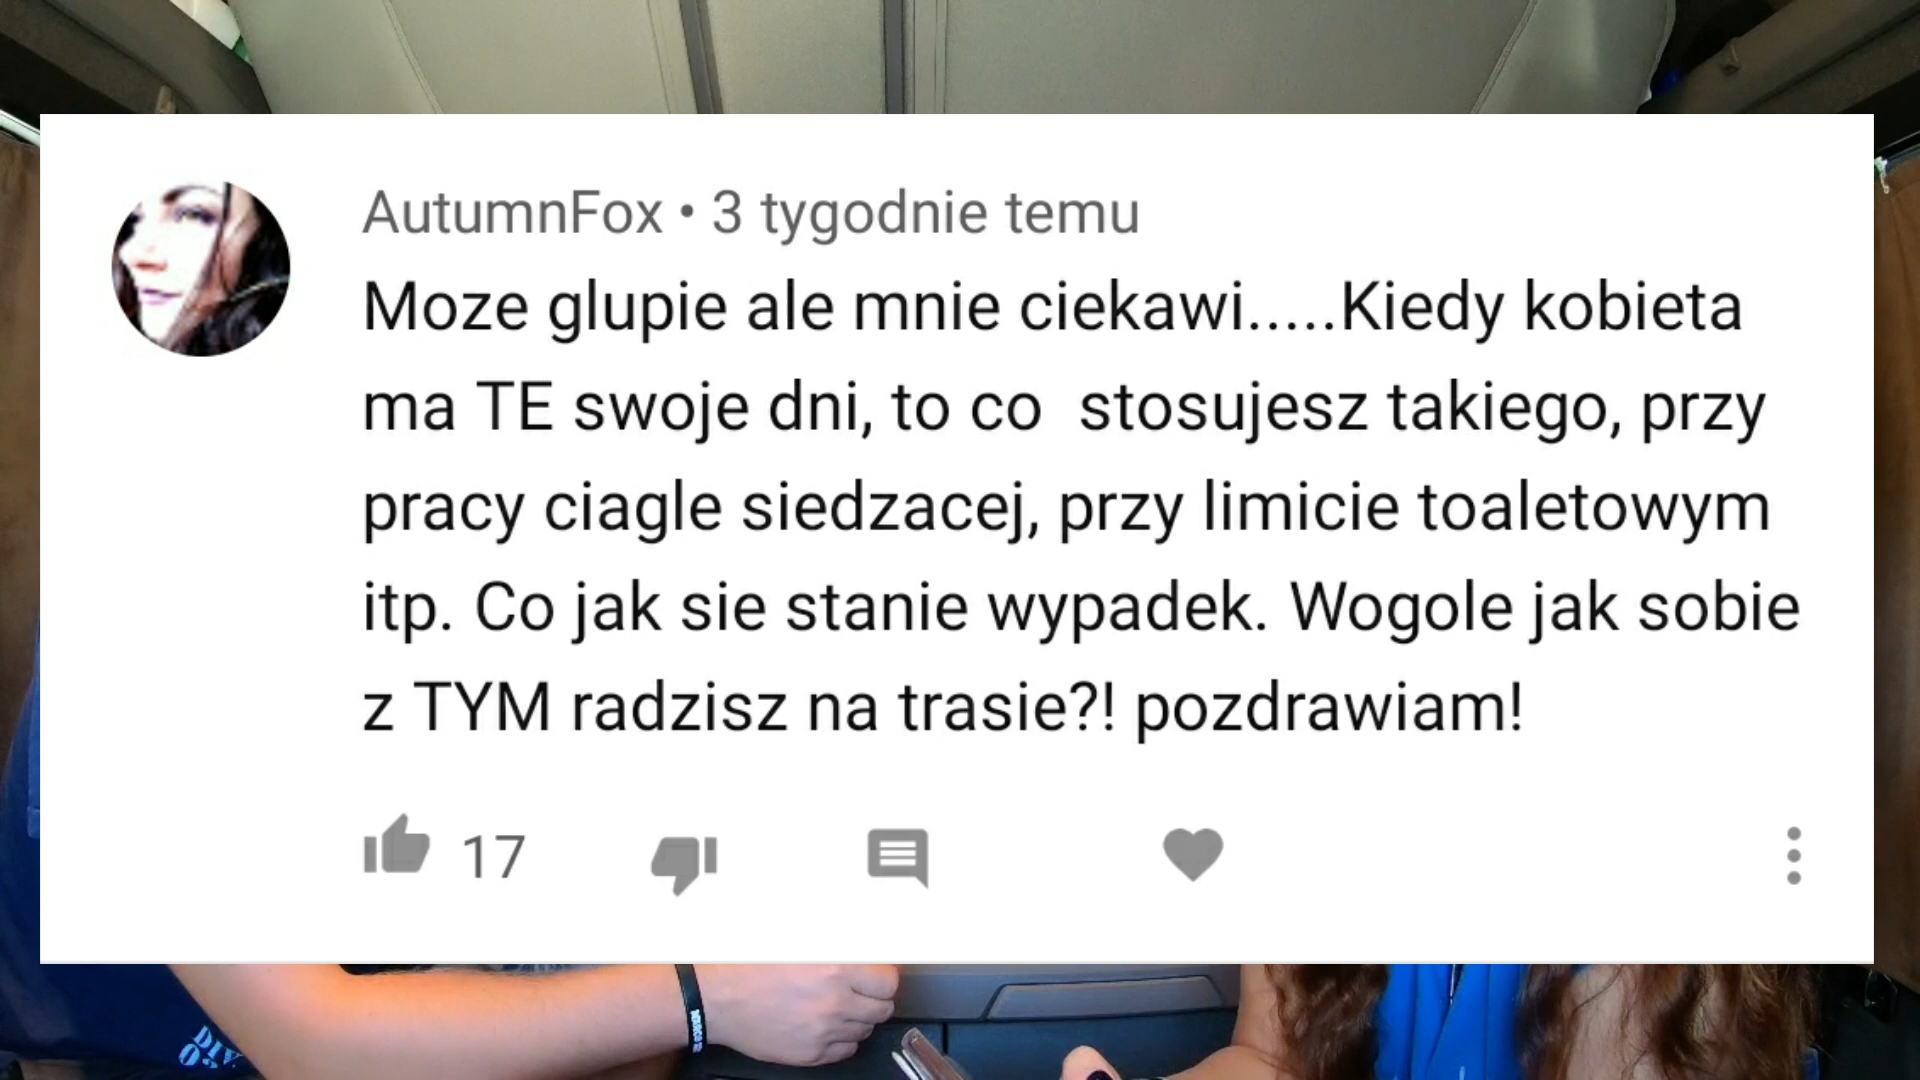 AutumnFox • 3 tygodnie temu
Moze glupie ale mnie ciekawi.....Kiedy kobieta
ma TE swoje dni, to co  stosujesz takiego, przy
pracy ciagle siedzacej, przy limicie toaletowym
itp. Co jak sie stanie wypadek. Wogole jak sobie
z TYM radzisz na trasie?! pozdrawiam!
17